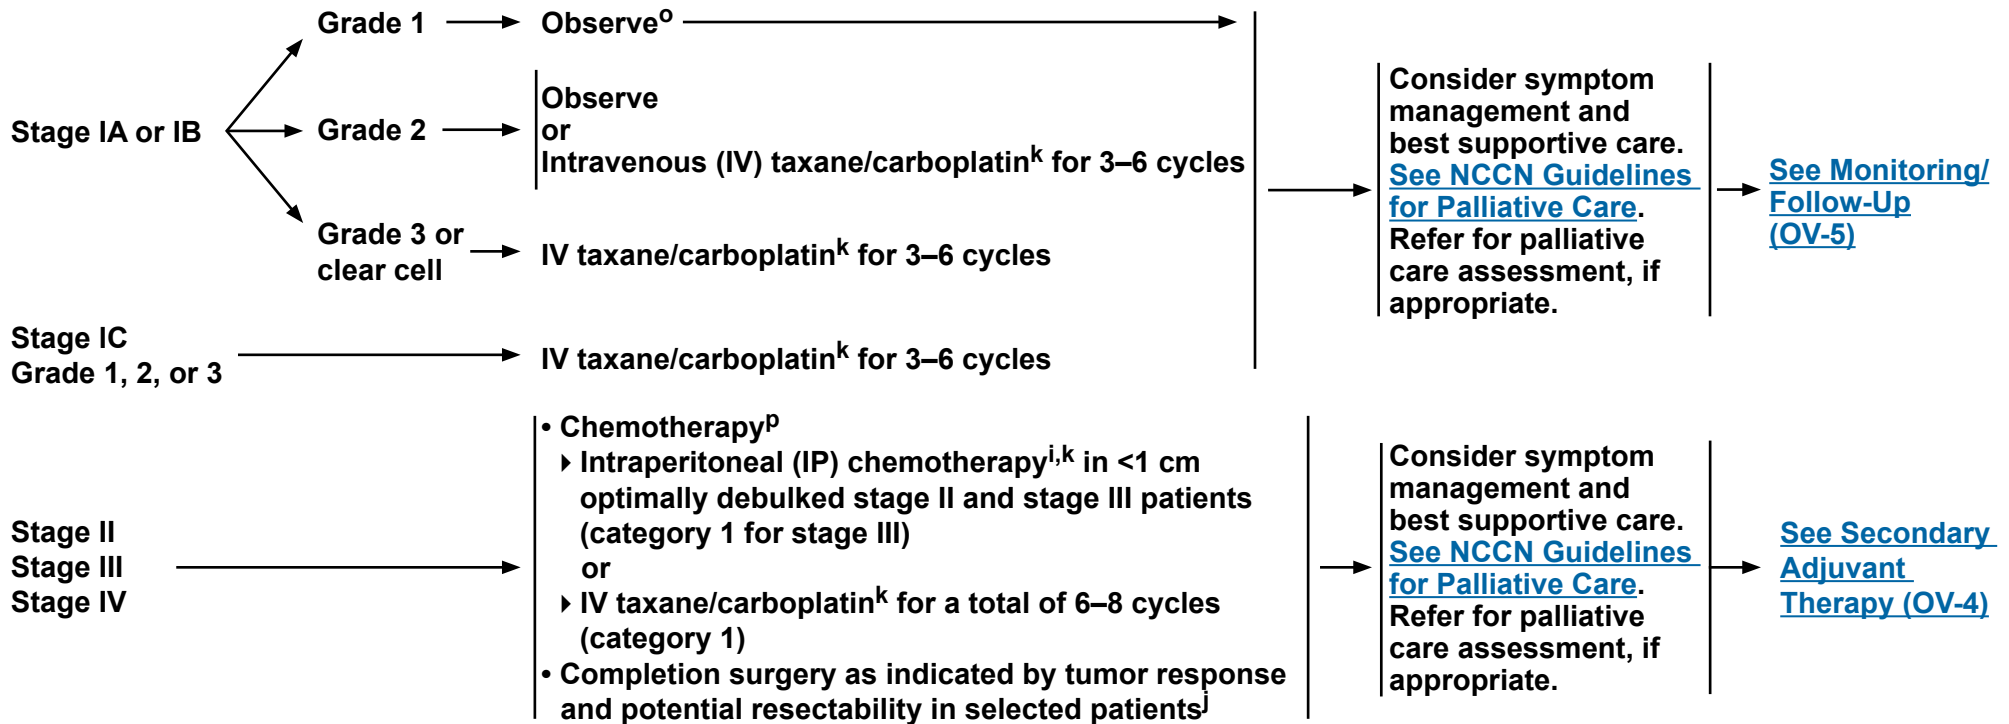 Grade 1
Observeᵒ
Stage IA or IB
Grade 2
Observe
or
Intravenous (IV) taxane/carboplatinᵏ for 3–6 cycles
Grade 3 or
clear cell
IV taxane/carboplatinᵏ for 3–6 cycles
Stage IC
Grade 1, 2, or 3
IV taxane/carboplatinᵏ for 3–6 cycles
Consider symptom
management and
best supportive care.
See NCCN Guidelines
for Palliative Care.
Refer for palliative
care assessment, if
appropriate.
See Monitoring/
Follow-Up
(OV-5)
Stage II
Stage III
Stage IV
• Chemotherapyᵖ
▸ Intraperitoneal (IP) chemotherapyⁱ,ᵏ in <1 cm
optimally debulked stage II and stage III patients
(category 1 for stage III)
or
▸ IV taxane/carboplatinᵏ for a total of 6–8 cycles
(category 1)
• Completion surgery as indicated by tumor response
and potential resectability in selected patientsʲ
Consider symptom
management and
best supportive care.
See NCCN Guidelines
for Palliative Care.
Refer for palliative
care assessment, if
appropriate.
See Secondary
Adjuvant
Therapy (OV-4)